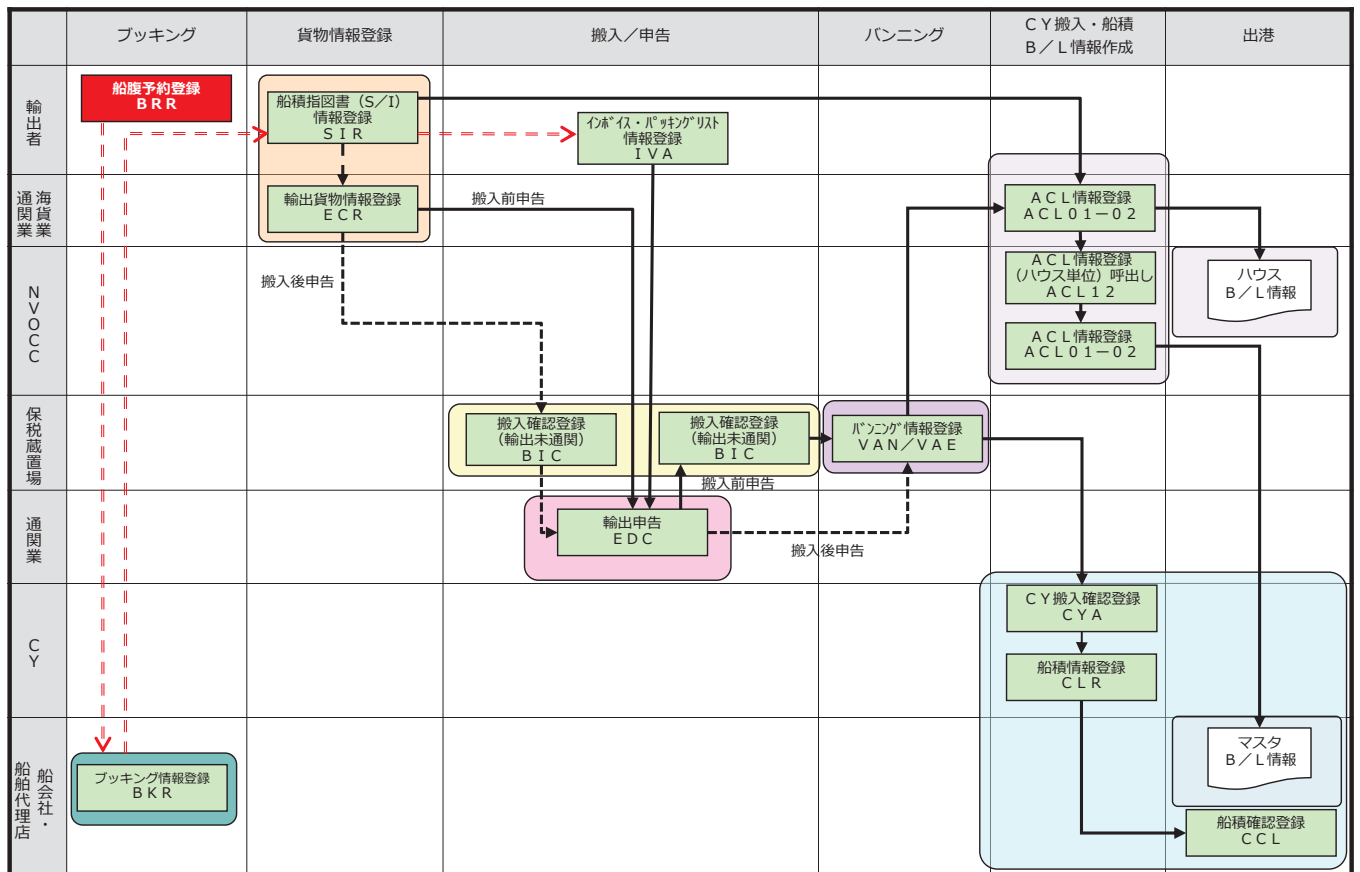 ブッキング
貨物情報登録
搬入／申告
バンニング
ＣＹ搬入・船積
Ｂ／Ｌ情報作成
出港
輸出者
船腹予約登録
ＢＲＲ
船積指図書（S／I）
情報登録
ＳＩＲ
ｲﾝﾎﾞｲｽ・ﾊﾟｯｷﾝｸﾞﾘｽﾄ
情報登録
ＩＶＡ
海貨業
通関業
輸出貨物情報登録
ＥＣＲ
搬入前申告
ＡＣＬ情報登録
ＡＣＬ０１－０２
ＮＶＯＣＣ
搬入後申告
ＡＣＬ情報登録
（ハウス単位）呼出し
ＡＣＬ１２
ＡＣＬ情報登録
ＡＣＬ０１－０２
ハウス
Ｂ／Ｌ情報
保税蔵置場
搬入確認登録
（輸出未通関）
ＢＩＣ
搬入確認登録
（輸出未通関）
ＢＩＣ
ﾊﾞﾝﾆﾝｸﾞ情報登録
ＶＡＮ／ＶＡＥ
搬入前申告
通関業
輸出申告
ＥＤＣ
搬入後申告
ＣＹ
ＣＹ搬入確認登録
ＣＹＡ
船積情報登録
ＣＬＲ
船会社・
船舶代理店
ブッキング情報登録
ＢＫＲ
マスタ
Ｂ／Ｌ情報
船積確認登録
ＣＣＬ